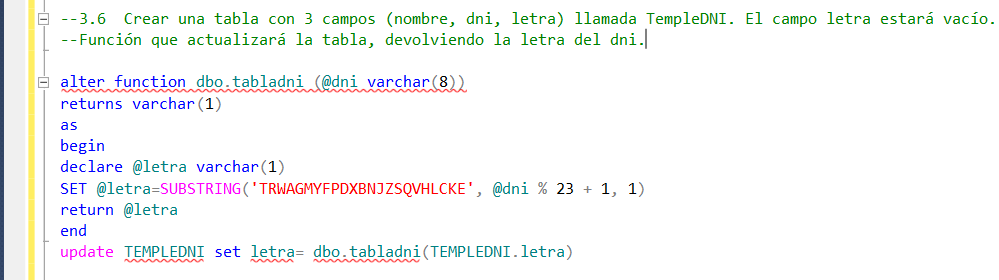 --3.6  Crear una tabla con 3 campos (nombre, dni, letra) llamada TempleDNI. El campo letra estará vacío.
--Función que actualizará la tabla, devolviendo la letra del dni.
alter function dbo.tabladni (@dni varchar(8))
returns varchar(1)
as
begin
declare @letra varchar(1)
SET @letra=SUBSTRING('TRWAGMYFPDXBNJZSQVHLCKE', @dni % 23 + 1, 1)
return @letra
end
update TEMPLEDNI set letra= dbo.tabladni(TEMPLEDNI.letra)